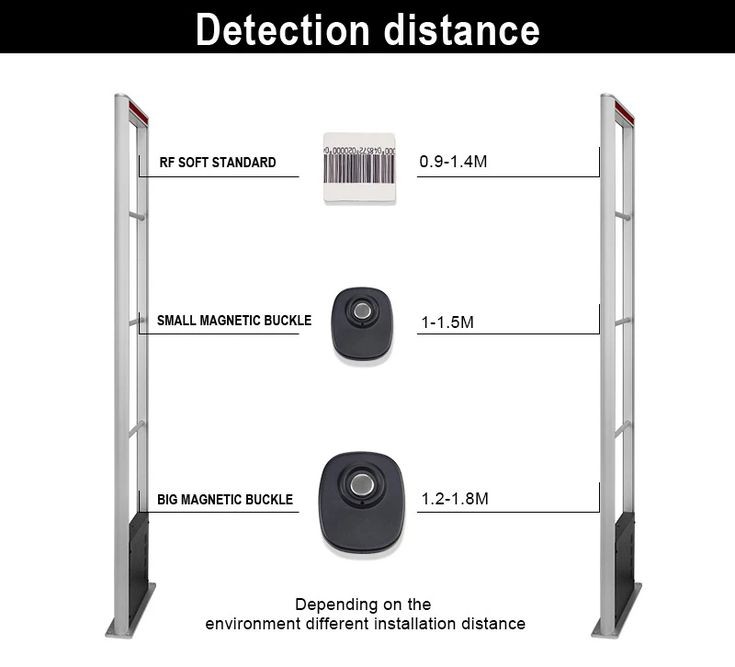 Detection distance
RF SOFT STANDARD
0.9-1.4M
SMALL MAGNETIC BUCKLE
1-1.5M
BIG MAGNETIC BUCKLE
1.2-1.8M
Depending on the
environment different installation distance